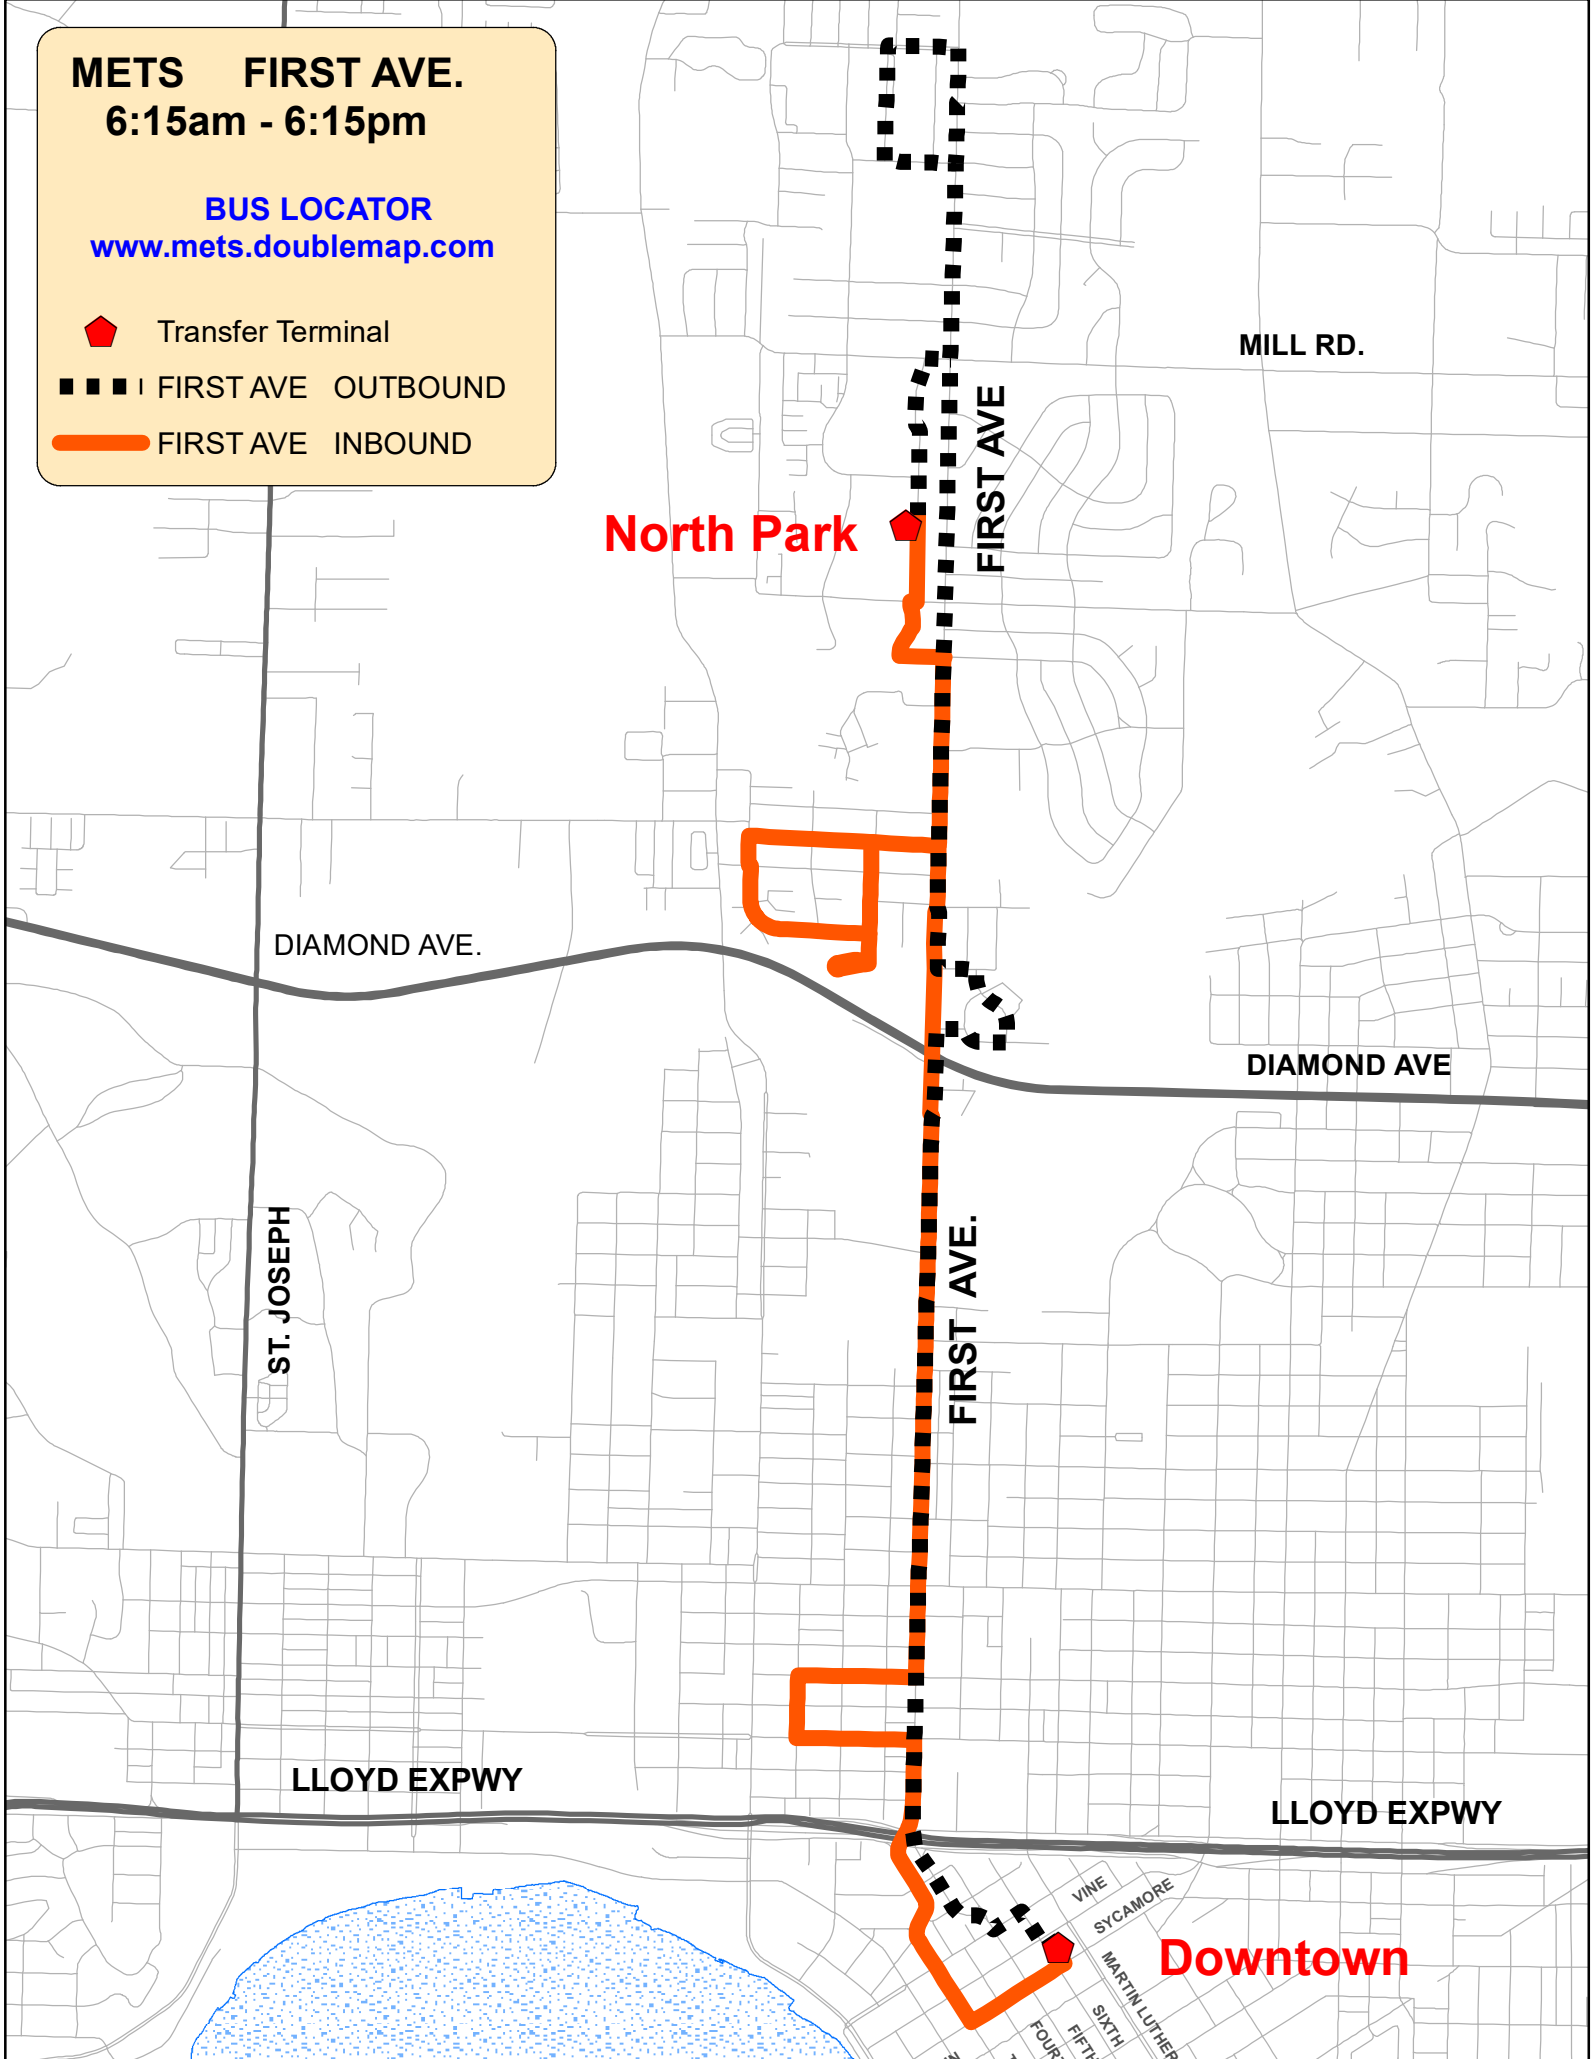 METS FIRST AVE.
6:15am - 6:15pm
BUS LOCATOR
www.mets.doublemap.com
Transfer Terminal
FIRST AVE OUTBOUND
FIRST AVE INBOUND
MILL RD.
FIRST AVE
North Park
DIAMOND AVE.
DIAMOND AVE
ST. JOSEPH
FIRST AVE.
LLOYD EXPWY
LLOYD EXPWY
VINE
SYCAMORE
Downtown
MARTIN LUTHER
SIXTH
FIFTH
FOUR